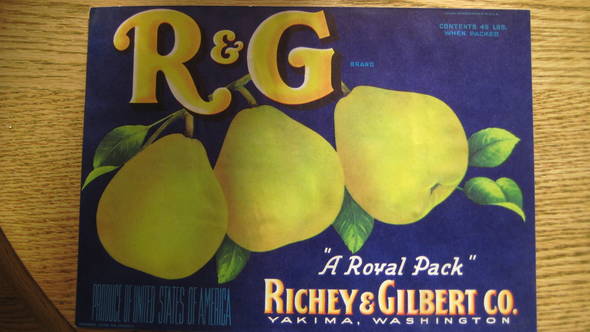 R & G
BRAND
CONTENTS 45 LBS.
WHEN PACKED
"A Royal Pack"
RICHEY & GILBERT CO.
YAKIMA, WASHINGTON
PRODUCE OF UNITED STATES OF AMERICA